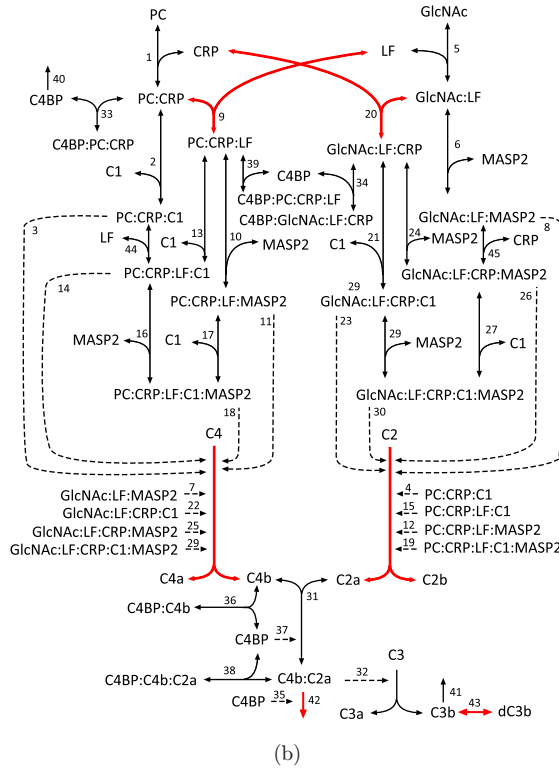 PC GlcNAc
1 CRP LF 5
40
C4BP 33 PC:CRP 9 20 GlcNAc:LF
C4BP:PC:CRP PC:CRP:LF GlcNAc:LF:CRP 6
2 39 MASP2
C1 C4BP 34
C4BP:PC:CRP:LF
3 PC:CRP:C1 C4BP:GlcNAc:LF:CRP GlcNAc:LF:MASP2 8
LF 44 C1 13 10 MASP2 C1 21 24 MASP2 45 CRP
14 PC:CRP:LF:C1 GlcNAc:LF:CRP:MASP2
29 26
PC:CRP:LF:MASP2 GlcNAc:LF:CRP:C1
11 23
MASP2 16 C1 17 29 MASP2 27 C1
PC:CRP:LF:C1:MASP2 GlcNAc:LF:CRP:C1:MASP2
18 30
C4 C2
GlcNAc:LF:MASP2 7 4 PC:CRP:C1
GlcNAc:LF:CRP:C1 22 15 PC:CRP:LF:C1
GlcNAc:LF:CRP:MASP2 25 12 PC:CRP:LF:MASP2
GlcNAc:LF:CRP:C1:MASP2 29 19 PC:CRP:LF:C1:MASP2
C4a C4b C2a C2b
31
C4BP:C4b 36
C4BP 37
C4BP:C4b:C2a 38 C4b:C2a 32 C3
C4BP 35 42 41
C3a C3b 43 dC3b
(b)